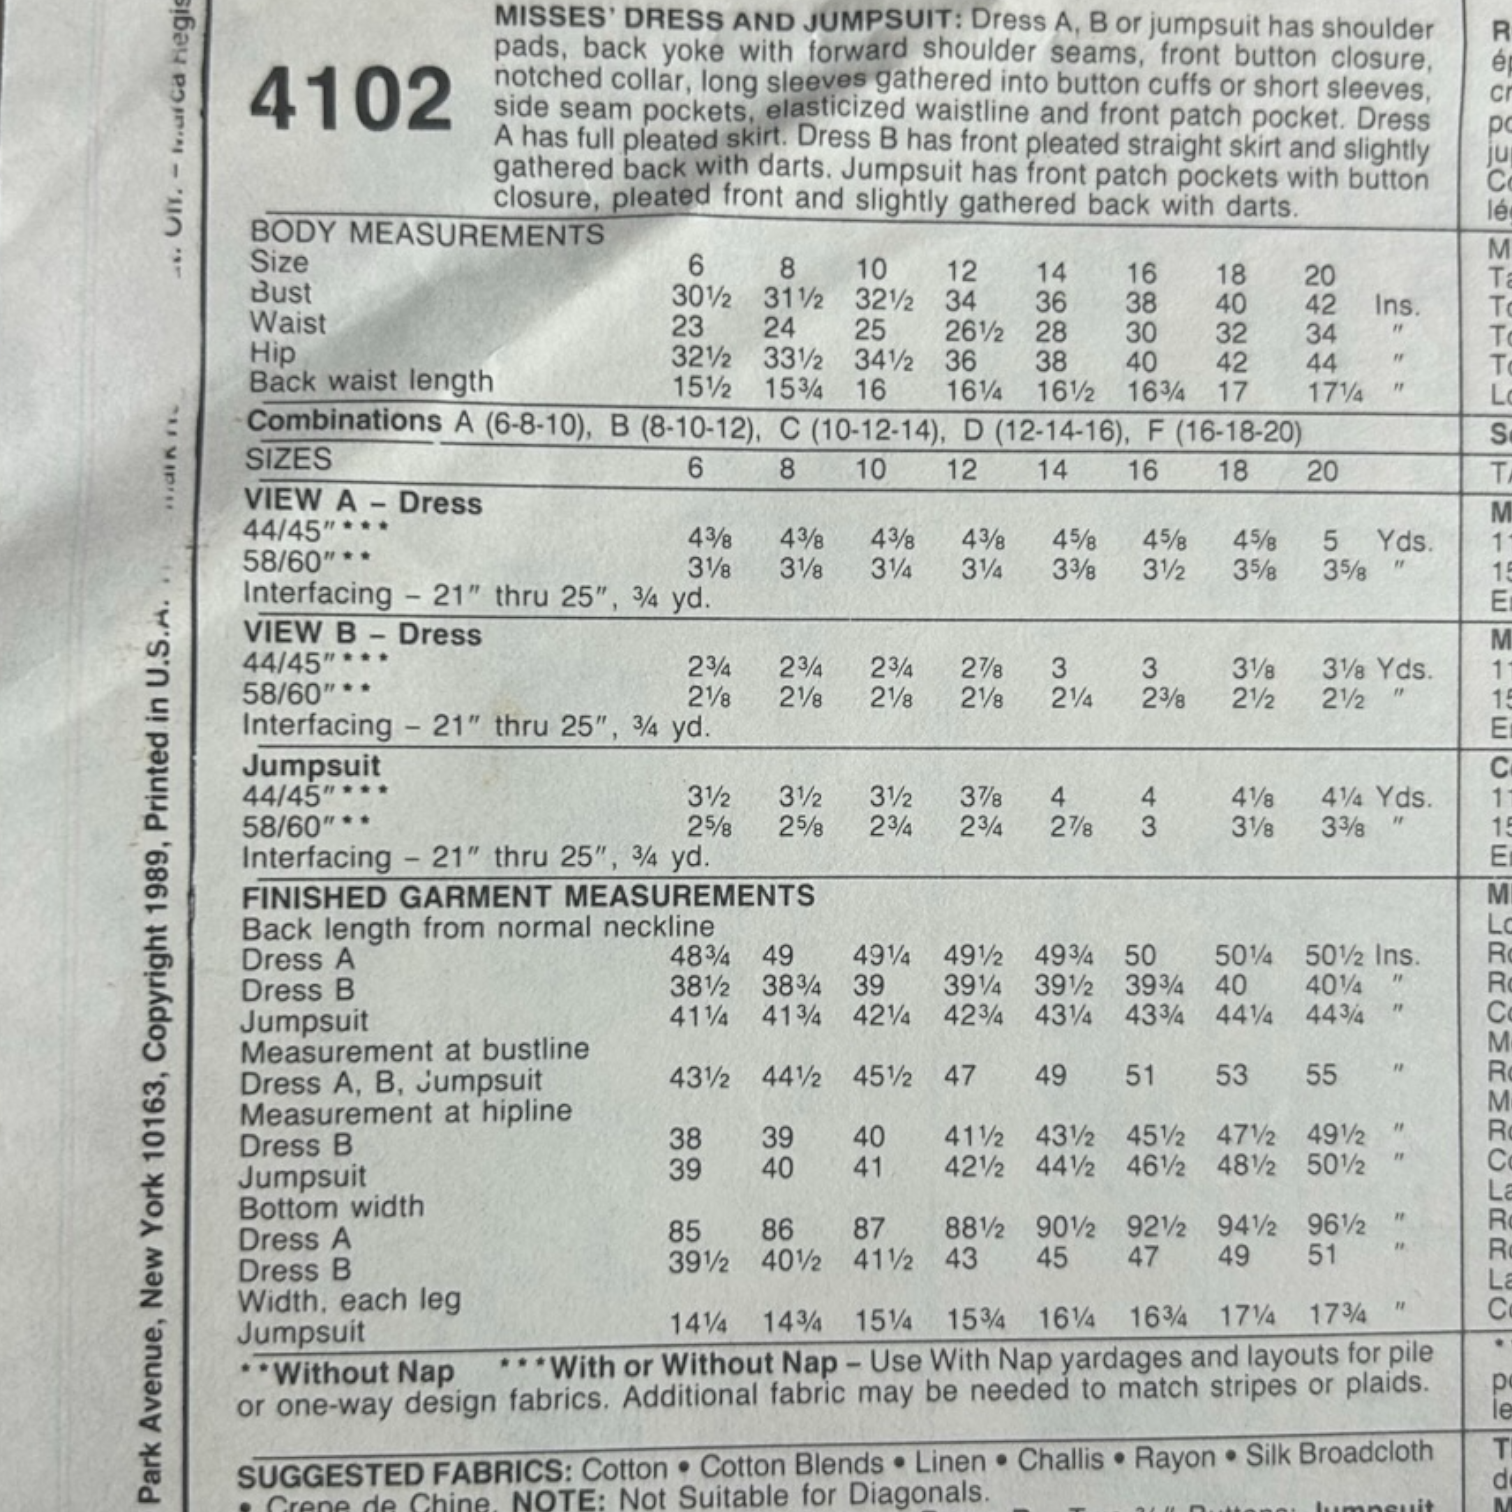 MISSES' DRESS AND JUMPSUIT: Dress A, B or jumpsuit has shoulder
pads, back yoke with forward shoulder seams, front button closure,
notched collar, long sleeves gathered into button cuffs or short sleeves,
side seam pockets, elasticized waistline and front patch pocket. Dress
A has full pleated skirt. Dress B has front pleated straight skirt and slightly
gathered back with darts. Jumpsuit has front patch pockets with button
closure, pleated front and slightly gathered back with darts.
4102
BODY MEASUREMENTS
Size 6 8 10 12 14 16 18 20
Bust 30½ 31½ 32½ 34 36 38 40 42 Ins.
Waist 23 24 25 26½ 28 30 32 34 "
Hip 32½ 33½ 34½ 36 38 40 42 44 "
Back waist length 15½ 15¾ 16 16¼ 16½ 16¾ 17 17¼ "
Combinations A (6-8-10), B (8-10-12), C (10-12-14), D (12-14-16), F (16-18-20)
SIZES 6 8 10 12 14 16 18 20
VIEW A – Dress
44/45"*** 4⅜ 4⅜ 4⅜ 4⅜ 4⅝ 4⅝ 4⅝ 5 Yds.
58/60"** 3⅛ 3⅛ 3¼ 3¼ 3⅜ 3½ 3⅝ 3⅝ "
Interfacing – 21" thru 25", ¾ yd.
VIEW B – Dress
44/45"*** 2¾ 2¾ 2¾ 2⅞ 3 3 3⅛ 3⅛ Yds.
58/60"** 2⅛ 2⅛ 2⅛ 2⅛ 2¼ 2⅜ 2½ 2½ "
Interfacing – 21" thru 25", ¾ yd.
Jumpsuit
44/45"*** 3½ 3½ 3½ 3⅞ 4 4 4⅛ 4¼ Yds.
58/60"** 2⅝ 2⅝ 2¾ 2¾ 2⅞ 3 3⅛ 3⅜ "
Interfacing – 21" thru 25", ¾ yd.
FINISHED GARMENT MEASUREMENTS
Back length from normal neckline
Dress A 48¾ 49 49¼ 49½ 49¾ 50 50¼ 50½ Ins.
Dress B 38½ 38¾ 39 39¼ 39½ 39¾ 40 40¼ "
Jumpsuit 41¼ 41¾ 42¼ 42¾ 43¼ 43¾ 44¼ 44¾ "
Measurement at bustline
Dress A, B, Jumpsuit 43½ 44½ 45½ 47 49 51 53 55 "
Measurement at hipline
Dress B 38 39 40 41½ 43½ 45½ 47½ 49½ "
Jumpsuit 39 40 41 42½ 44½ 46½ 48½ 50½ "
Bottom width
Dress A 85 86 87 88½ 90½ 92½ 94½ 96½ "
Dress B 39½ 40½ 41½ 43 45 47 49 51 "
Width, each leg
Jumpsuit 14¼ 14¾ 15¼ 15¾ 16¼ 16¾ 17¼ 17¾ "
**Without Nap ***With or Without Nap – Use With Nap yardages and layouts for pile
or one-way design fabrics. Additional fabric may be needed to match stripes or plaids.
SUGGESTED FABRICS: Cotton • Cotton Blends • Linen • Challis • Rayon • Silk Broadcloth
• Crepe de Chine. NOTE: Not Suitable for Diagonals.
Park Avenue, New York 10163, Copyright 1989, Printed in U.S.A.